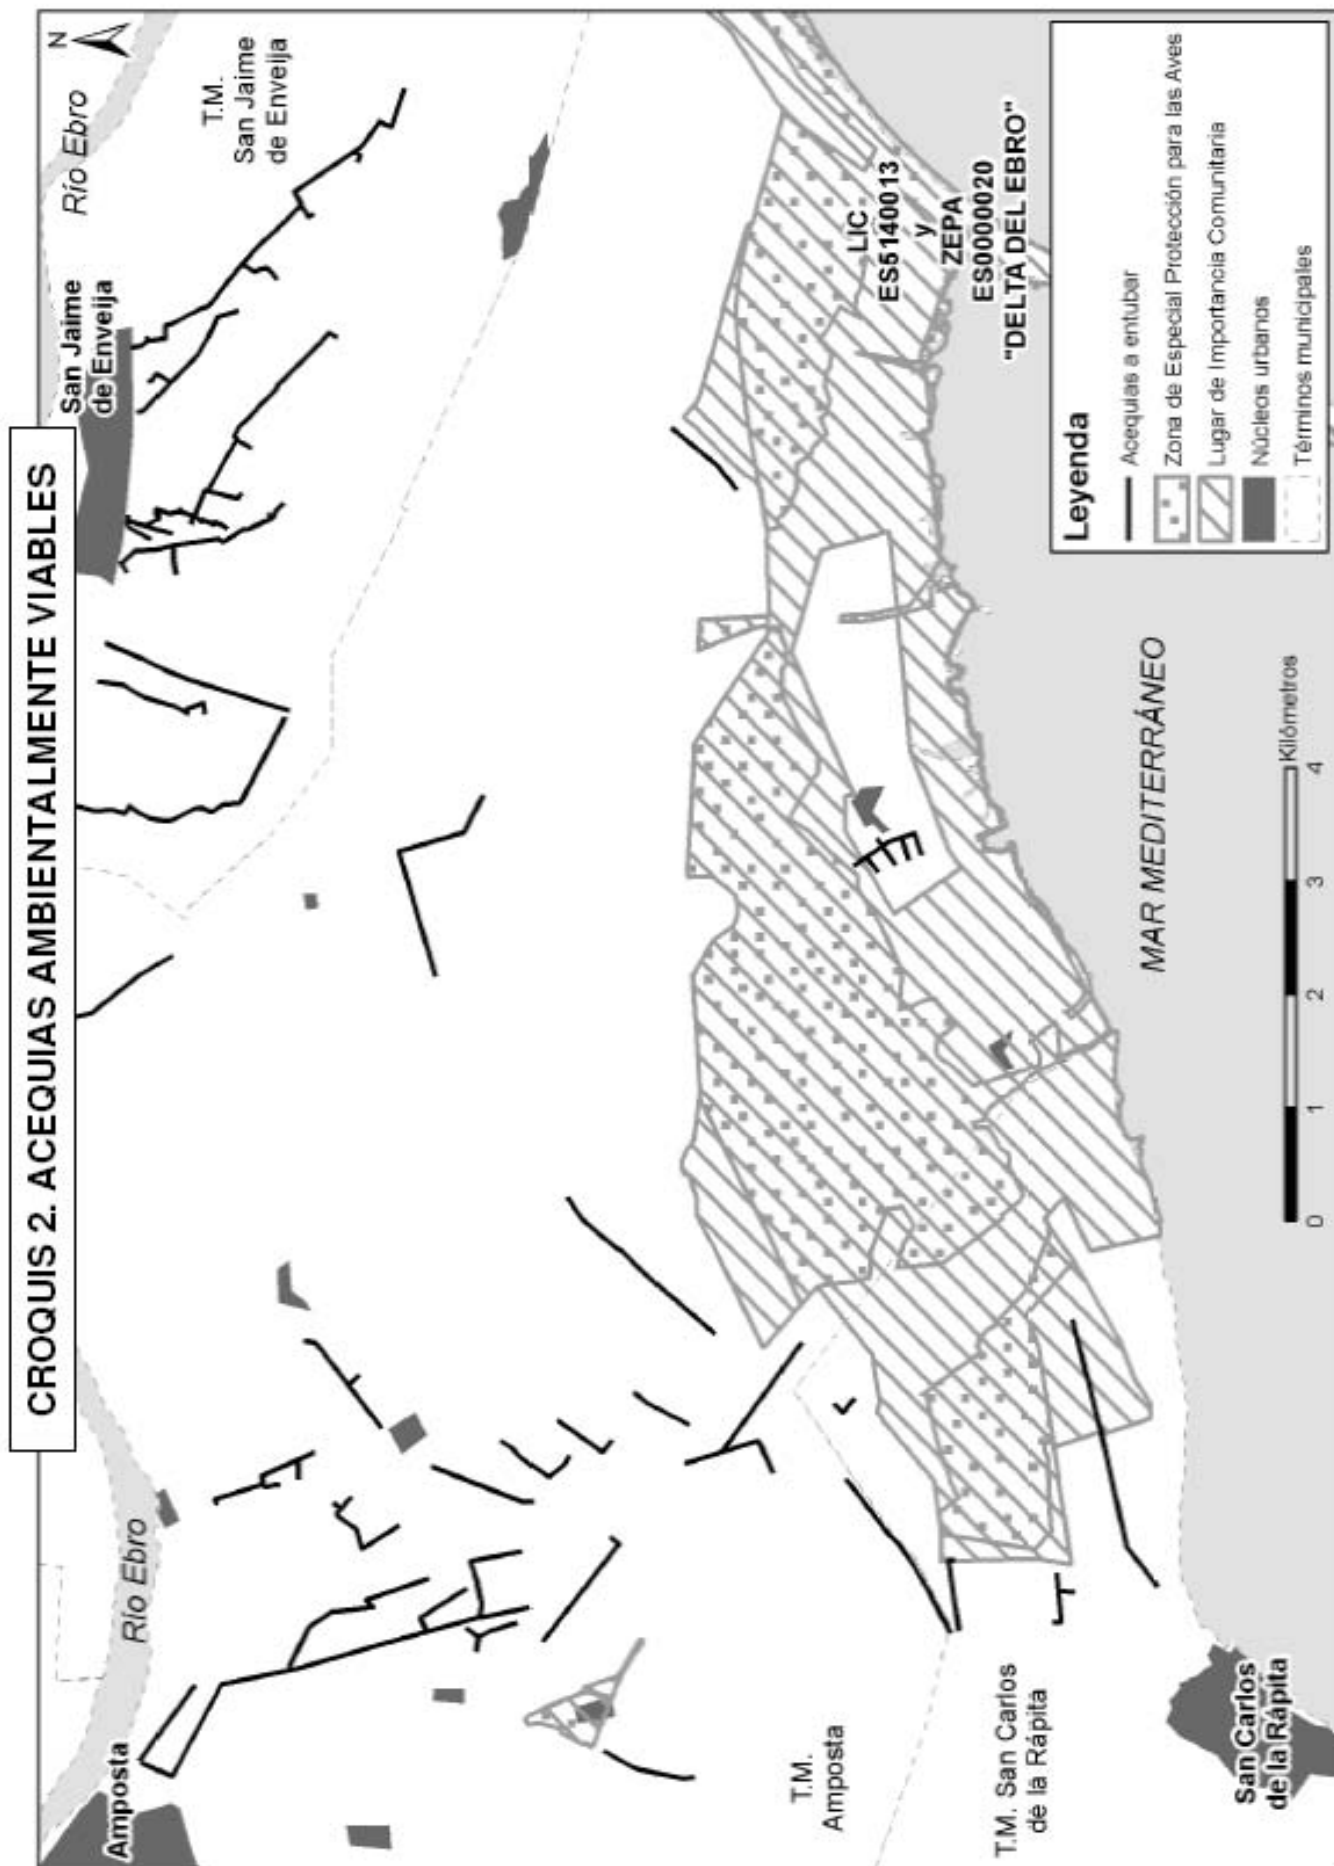 CROQUIS 2. ACEQUIAS AMBIENTALMENTE VIABLES
N
Río Ebro
T.M.
San Jaime
de Enveija
San Jaime
de Enveija
Río Ebro
Amposta
T.M.
Amposta
T.M. San Carlos
de la Rápita
San Carlos
de la Rápita
LIC
ES5140013
y
ZEPA
ES0000020
"DELTA DEL EBRO"
MAR MEDITERRÁNEO
Kilómetros
0 1 2 3 4
Leyenda
Acequias a entubar
Zona de Especial Protección para las Aves
Lugar de Importancia Comunitaria
Núcleos urbanos
Términos municipales